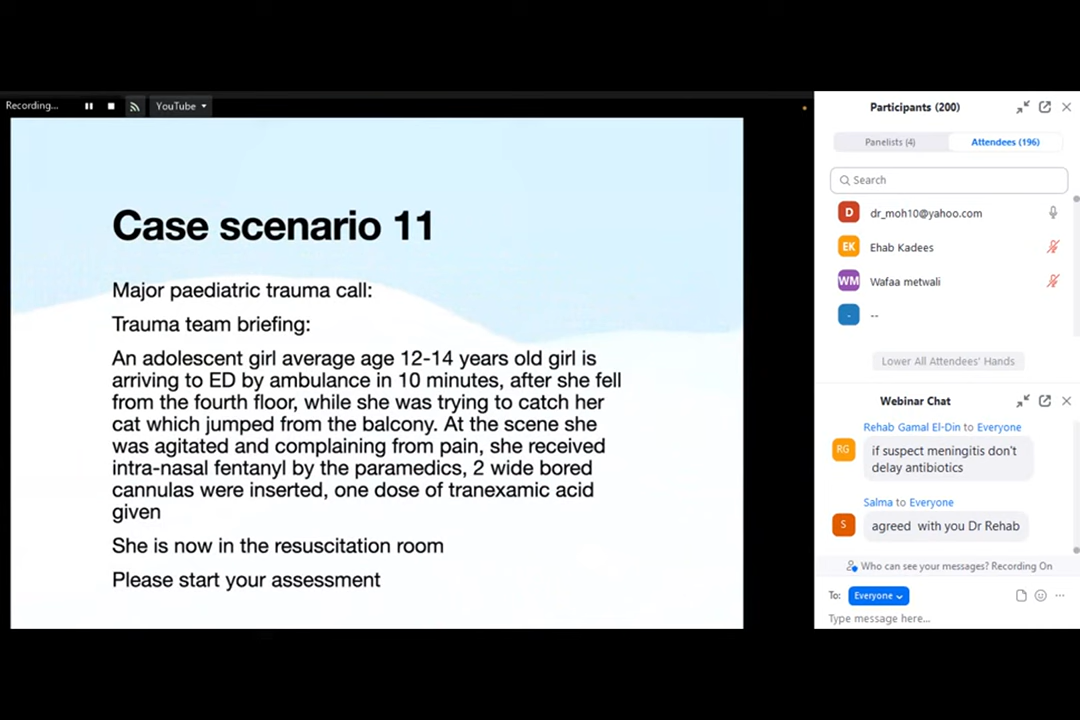 Recording...
YouTube
Case scenario 11
Major paediatric trauma call:
Trauma team briefing:
An adolescent girl average age 12-14 years old girl is
arriving to ED by ambulance in 10 minutes, after she fell
from the fourth floor, while she was trying to catch her
cat which jumped from the balcony. At the scene she
was agitated and complaining from pain, she received
intra-nasal fentanyl by the paramedics, 2 wide bored
cannulas were inserted, one dose of tranexamic acid
given
She is now in the resuscitation room
Please start your assessment
Participants (200)
Panelists (4)
Attendees (196)
Search
D
dr_moh10@yahoo.com
EK
Ehab Kadees
WM
Wafaa metwali
-
--
Lower All Attendees' Hands
Webinar Chat
Rehab Gamal El-Din to Everyone
RG
if suspect meningitis don't
delay antibiotics
Salma to Everyone
S
agreed with you Dr Rehab
Who can see your messages? Recording On
To: Everyone
Type message here...